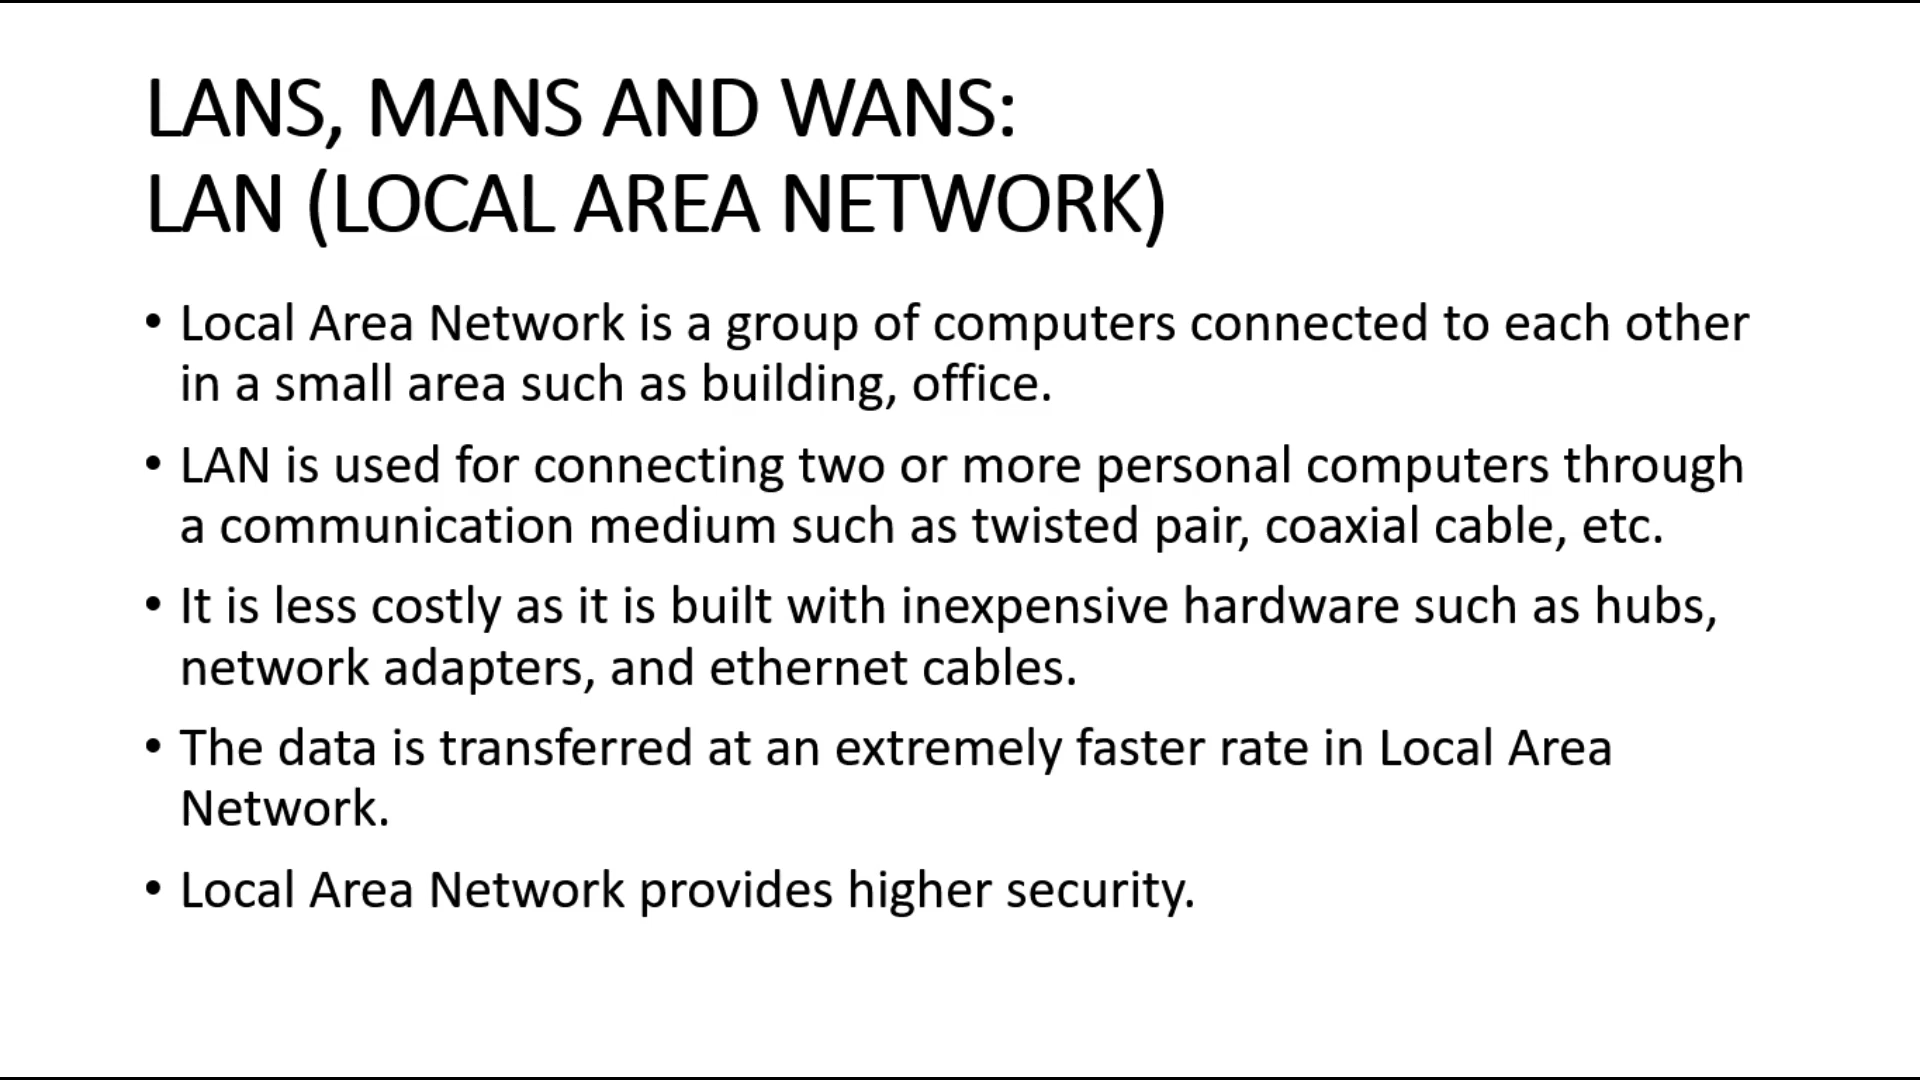 LANS, MANS AND WANS:
LAN (LOCAL AREA NETWORK)
• Local Area Network is a group of computers connected to each other
in a small area such as building, office.
• LAN is used for connecting two or more personal computers through
a communication medium such as twisted pair, coaxial cable, etc.
• It is less costly as it is built with inexpensive hardware such as hubs,
network adapters, and ethernet cables.
• The data is transferred at an extremely faster rate in Local Area
Network.
• Local Area Network provides higher security.